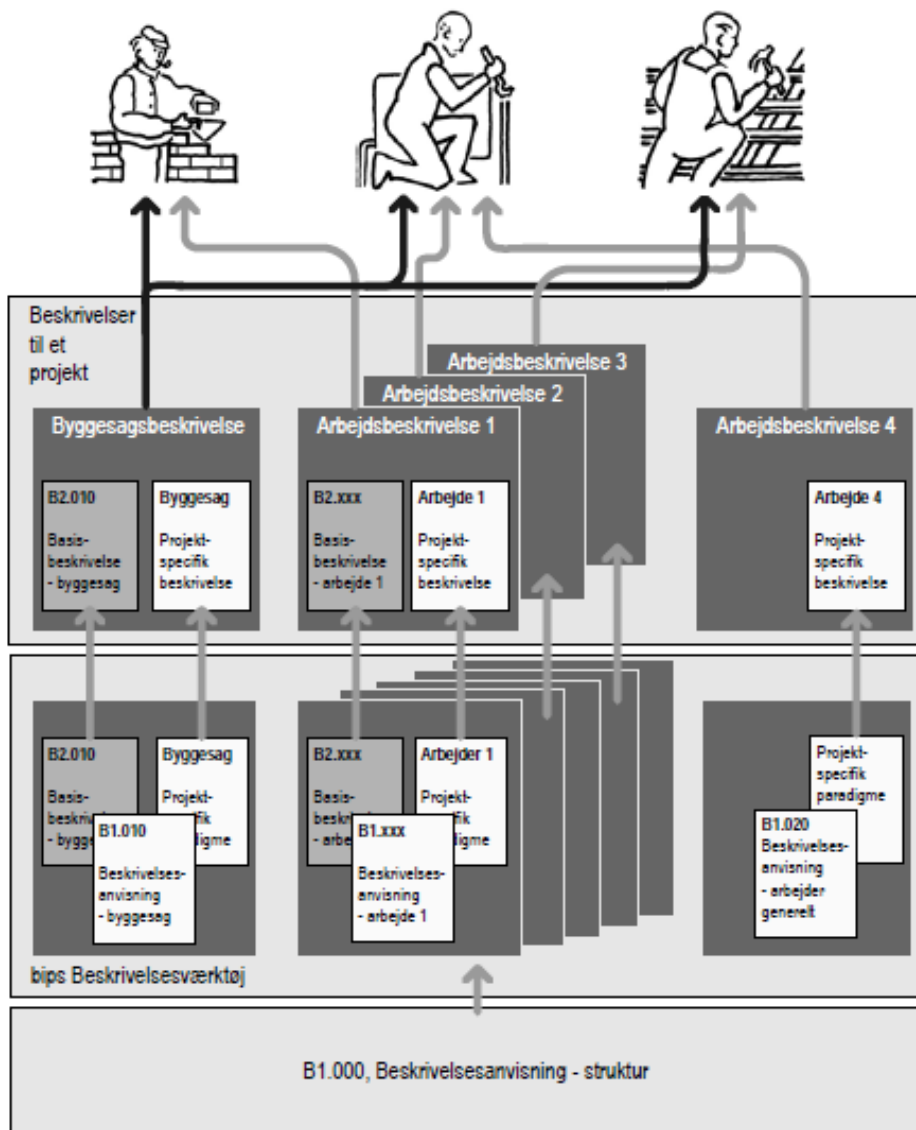 Beskrivelser
til et
projekt
Arbejdsbeskrivelse 3
Arbejdsbeskrivelse 2
Byggesagsbeskrivelse
Arbejdsbeskrivelse 1
Arbejdsbeskrivelse 4
B2.010
Basis-
beskrivelse
- byggesag
Byggesag
Projekt-
specifik
beskrivelse
B2.xxx
Basis-
beskrivelse
- arbejde 1
Arbejde 1
Projekt-
specifik
beskrivelse
Arbejde 4
Projekt-
specifik
beskrivelse
B2.010
Basis-
Byggesag
Projekt-
B1.010
Beskrivelses-
anvisning
- byggesag
B2.xxx
Basis-
Arbejder 1
B1.xxx
Beskrivelses-
anvisning
- arbejde 1
Projekt-
specifik
paradigme
B1.020
Beskrivelses-
anvisning
- arbejder
generelt
bips Beskrivelsesværktøj
B1.000, Beskrivelsesanvisning - struktur